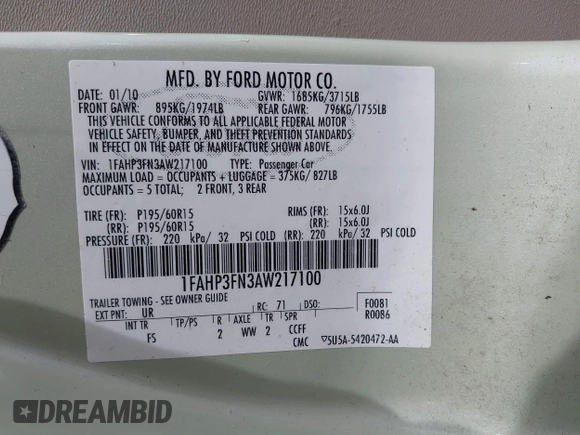 MFD. BY FORD MOTOR CO.
DATE: 01/10 GVWR: 1685KG/3715LB
FRONT GAWR: 895KG/1974LB REAR GAWR: 796KG/1755LB
THIS VEHICLE CONFORMS TO ALL APPLICABLE FEDERAL MOTOR
VEHICLE SAFETY, BUMPER, AND THEFT PREVENTION STANDARDS
IN EFFECT ON THE DATE OF MANUFACTURE SHOWN ABOVE.
VIN: 1FAHP3FN3AW217100 TYPE: Passenger Car
MAXIMUM LOAD = OCCUPANTS + LUGGAGE = 375KG/ 827LB
OCCUPANTS = 5 TOTAL; 2 FRONT, 3 REAR
TIRE (FR): P195/60R15 RIMS (FR): 15x6.0J
(RR): P195/60R15 (RR): 15x6.0J
PRESSURE (FR): 220 kPa/ 32 PSI COLD (RR): 220 kPa/ 32 PSI COLD
1FAHP3FN3AW217100
TRAILER TOWING - SEE OWNER GUIDE
EXT PNT: UR RC: 71 DSO: F0081
R0086
INT TR TP/PS R AXLE TR SPR
FS 2 WW 2 CCFF
CMC 5U5A-5420472-AA
DREAMBID